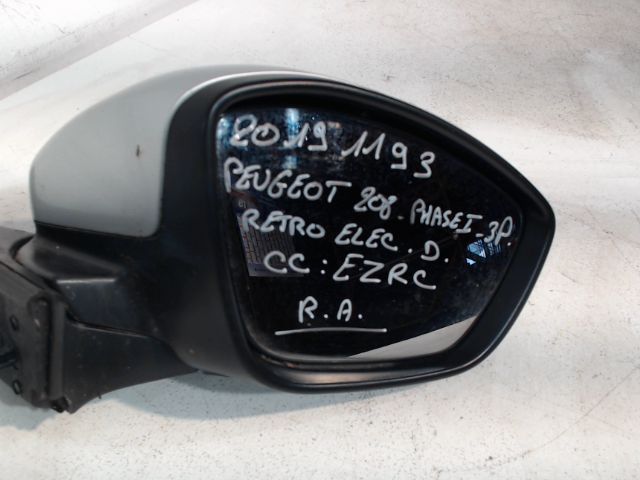 2019 1193
PEUGEOT 208 - PHASE I - 3P.
RETRO ELEC. D.
CC : EZRC
R.A.